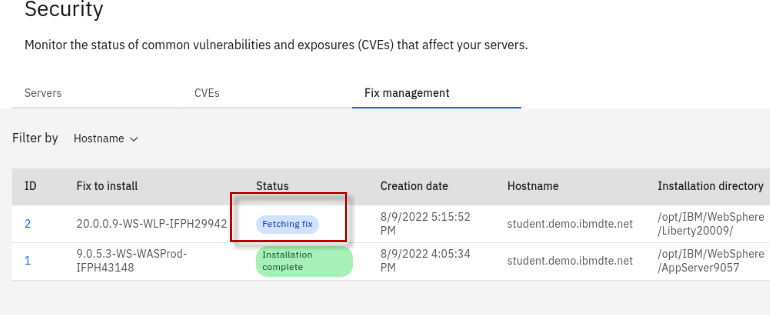 Security
Monitor the status of common vulnerabilities and exposures (CVEs) that affect your servers.
Servers CVEs Fix management
Filter by Hostname
ID Fix to install Status Creation date Hostname Installation directory
2 20.0.0.9-WS-WLP-IFPH29942 Fetching fix 8/9/2022 5:15:52 PM student.demo.ibmdte.net /opt/IBM/WebSphere/Liberty20009/
1 9.0.5.3-WS-WASProd-IFPH43148 Installation complete 8/9/2022 4:05:34 PM student.demo.ibmdte.net /opt/IBM/WebSphere/AppServer9057